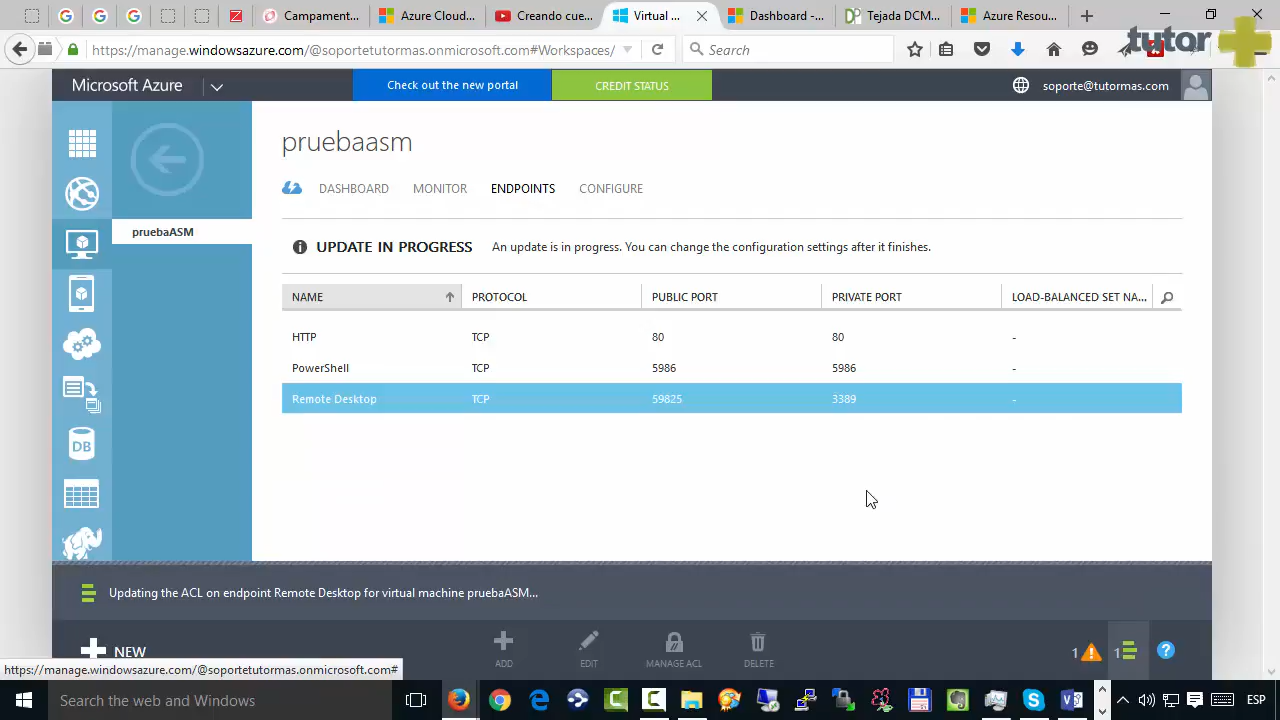 Campament...
Azure Cloud...
Creando cue...
Virtual ...
Dashboard - ...
Tejada DCM...
Azure Resou...
https://manage.windowsazure.com/@soportetutormas.onmicrosoft.com#Workspaces/
Search
tutor
Microsoft Azure
Check out the new portal
CREDIT STATUS
soporte@tutormas.com
pruebaasm
DASHBOARD MONITOR ENDPOINTS CONFIGURE
pruebaASM
UPDATE IN PROGRESS An update is in progress. You can change the configuration settings after it finishes.
NAME PROTOCOL PUBLIC PORT PRIVATE PORT LOAD-BALANCED SET NA...
HTTP TCP 80 80 -
PowerShell TCP 5986 5986 -
Remote Desktop TCP 59825 3389 -
DB
Updating the ACL on endpoint Remote Desktop for virtual machine pruebaASM...
NEW
ADD EDIT MANAGE ACL DELETE
1 1 ?
https://manage.windowsazure.com/@soportetutormas.onmicrosoft.com#
Search the web and Windows
ESP